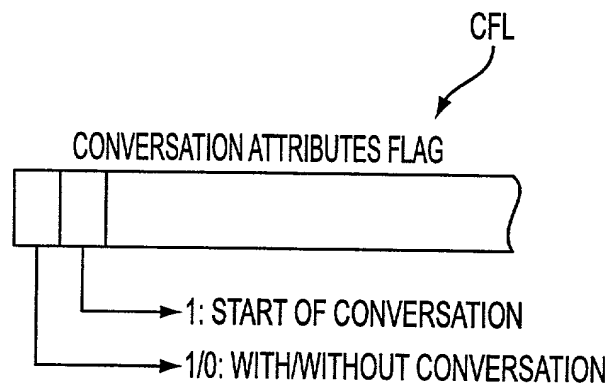 CFL
CONVERSATION ATTRIBUTES FLAG
1: START OF CONVERSATION
1/0: WITH/WITHOUT CONVERSATION